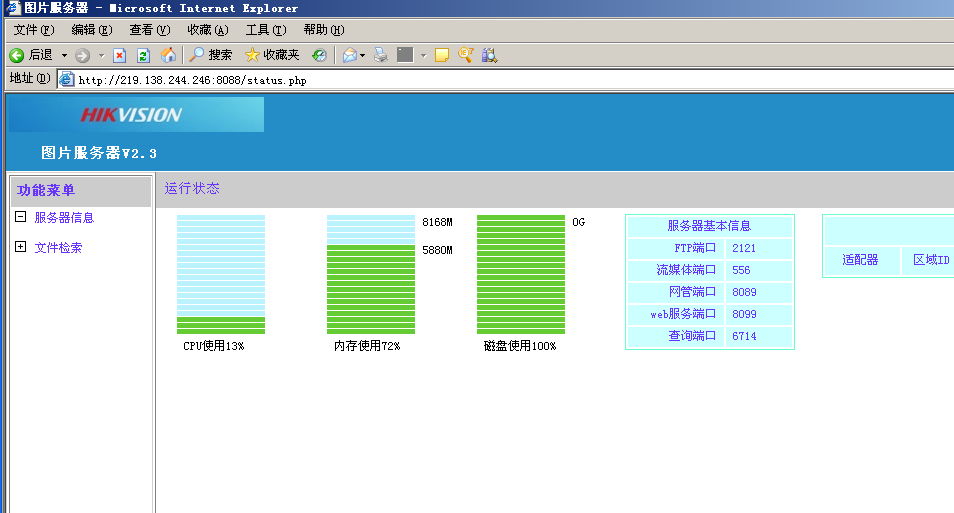 图片服务器 - Microsoft Internet Explorer
文件(F) 编辑(E) 查看(V) 收藏(A) 工具(T) 帮助(H)
后退 搜索 收藏夹
地址(D) http://219.138.244.246:8088/status.php
HIKVISION
图片服务器V2.3
功能菜单
服务器信息
文件检索
运行状态
8168M
5880M
0G
CPU使用13%
内存使用72%
磁盘使用100%
服务器基本信息
FTP端口 2121
流媒体端口 556
网管端口 8089
web服务端口 8099
查询端口 6714
适配器 区域ID